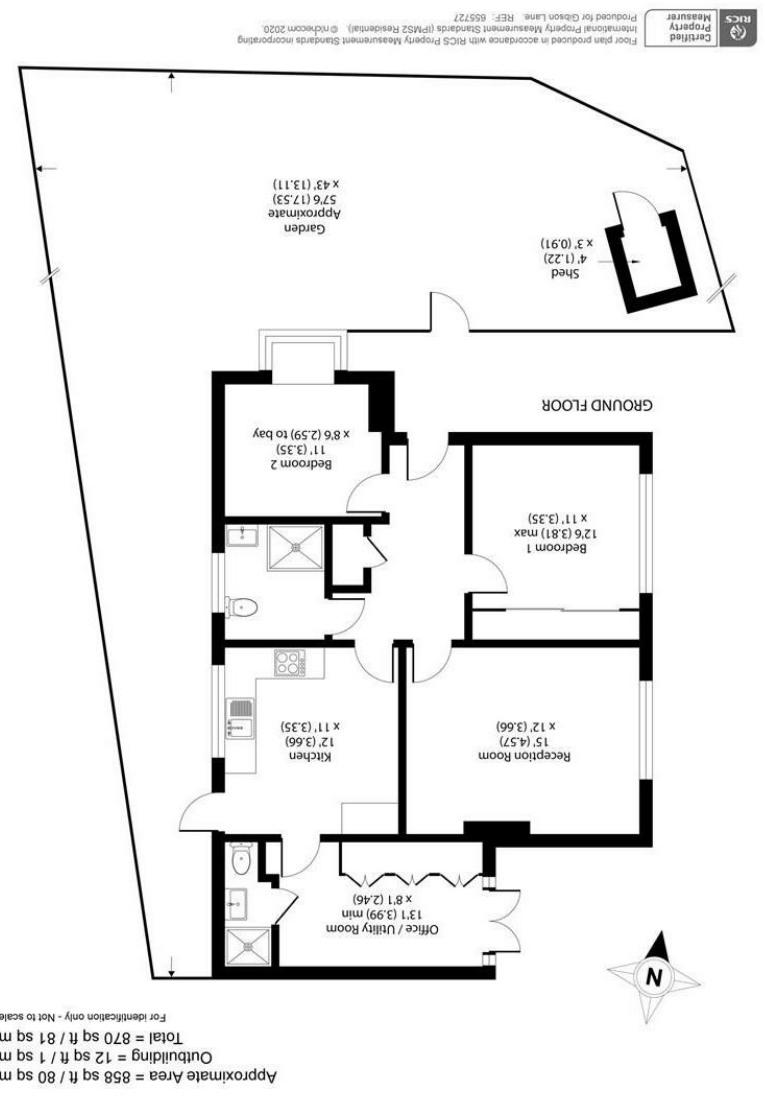 Approximate Area = 858 sq ft / 80 sq m
Outbuilding = 12 sq ft / 1 sq m
Total = 870 sq ft / 81 sq m
For identification only - Not to scale
N
Office / Utility Room
13'1 (3.99) min
x 8'1 (2.46)
Reception Room
15' (4.57)
x 12' (3.66)
Kitchen
12' (3.66)
x 11' (3.35)
Bedroom 1
12'6 (3.81) max
x 11' (3.35)
Bedroom 2
11' (3.35)
x 8'6 (2.59) to bay
GROUND FLOOR
Shed
4' (1.22)
x 3' (0.91)
Garden
Approximate
57'6 (17.53)
x 43' (13.11)
Certified
Property
Measurer
RICS
Floor plan produced in accordance with RICS Property Measurement Standards incorporating
International Property Measurement Standards (IPMS2 Residential). © nichecom 2020.
Produced for Gibson Lane. REF: 655727